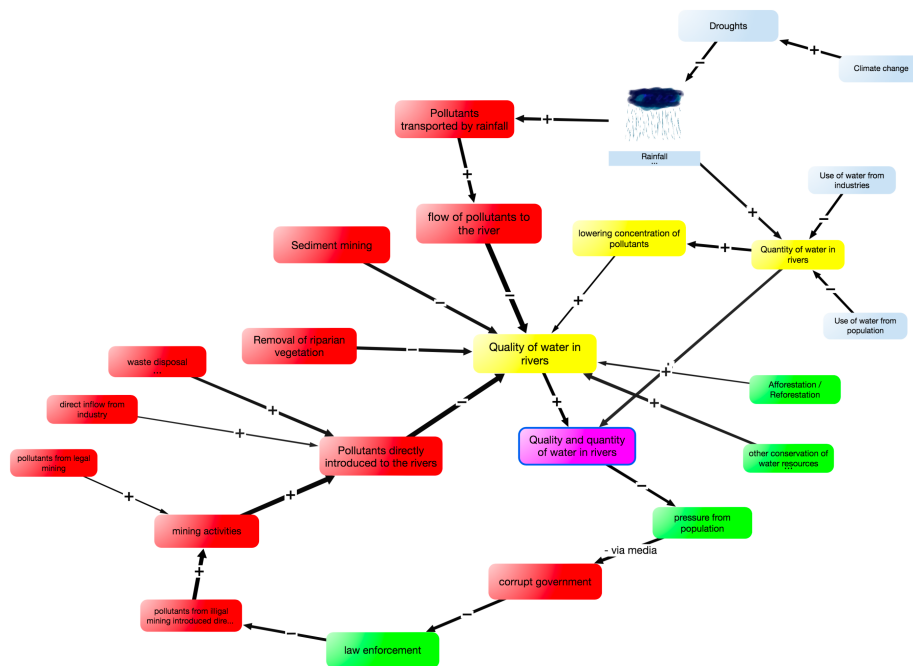 Droughts
+
−
Climate change
Pollutants
transported by rainfall
+
Rainfall
...
+
+
Use of water from
industries
−
flow of pollutants to
the river
lowering concentration of
pollutants
+
Quantity of water in
rivers
Sediment mining
−
−
+
−
Use of water from
population
Removal of riparian
vegetation
−
Quality of water in
rivers
waste disposal
...
+
+
Afforestation /
Reforestation
direct inflow from
industry
+
−
+
+
pollutants from legal
mining
Pollutants directly
introduced to the rivers
Quality and quantity
of water in rivers
other conservation of
water resources
...
+
+
−
mining activities
pressure from
population
- via media
+
corrupt government
pollutants from illigal
mining introduced dire...
−
−
law enforcement